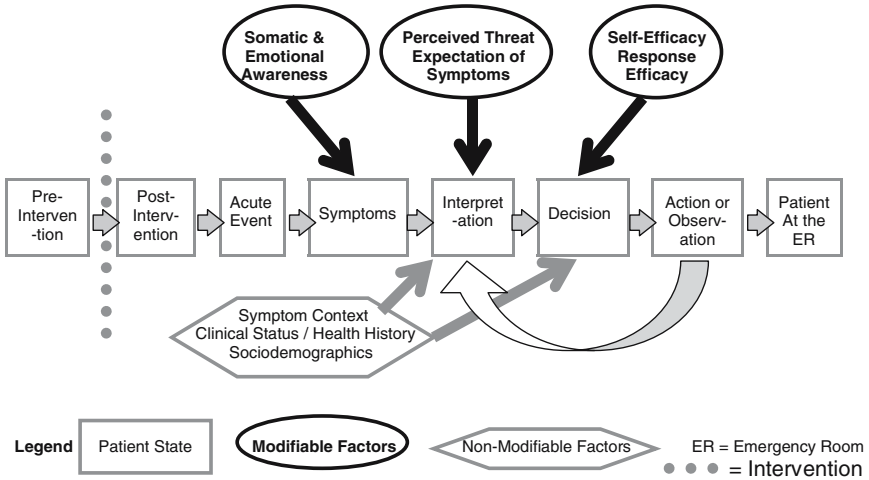 Somatic &
Emotional
Awareness
Perceived Threat
Expectation of
Symptoms
Self-Efficacy
Response
Efficacy
Pre-
Interven
-tion
Post-
Interv-
ention
Acute
Event
Symptoms
Interpret
-ation
Decision
Action or
Observ-
ation
Patient
At the
ER
Symptom Context
Clinical Status / Health History
Sociodemographics
Legend
Patient State
Modifiable Factors
Non-Modifiable Factors
ER = Emergency Room
= Intervention